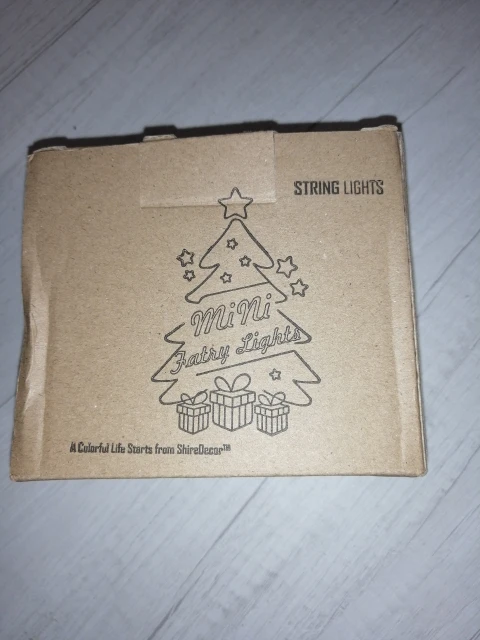 STRING LIGHTS
MiNi
Fairy Lights
A Colorful Life Starts from ShireDecor™